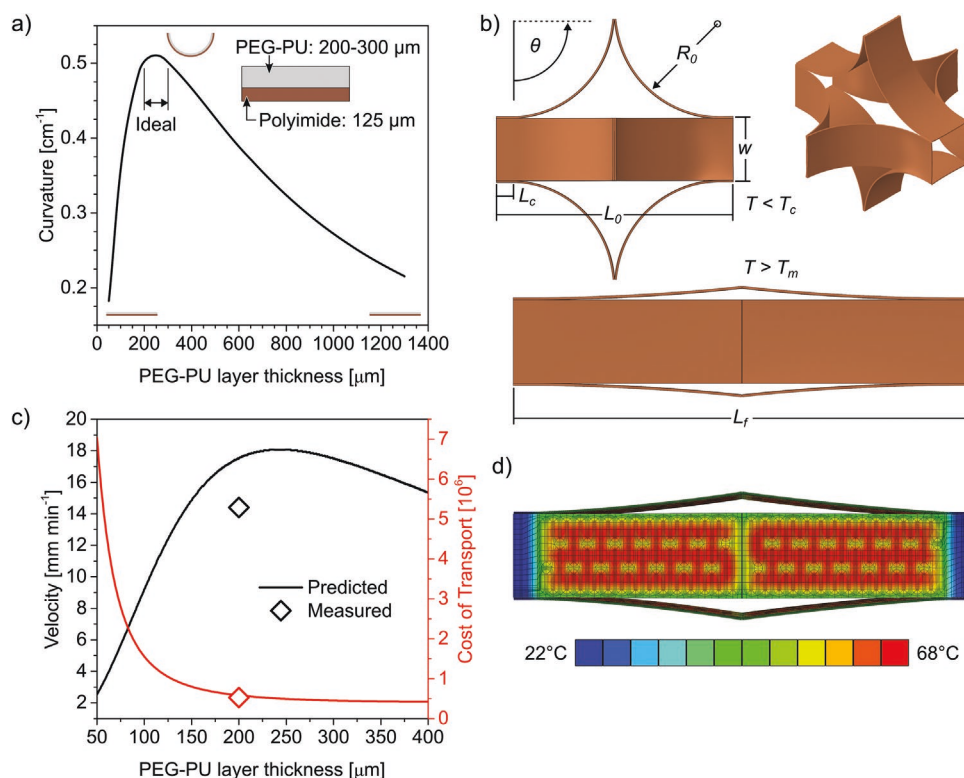 a)
PEG-PU: 200-300 μm
Polyimide: 125 μm
Ideal
Curvature [cm⁻¹]
0.5
0.4
0.3
0.2
0 200 400 600 800 1000 1200 1400
PEG-PU layer thickness [μm]
b)
θ
R₀
w
L_c
L₀
T < T_c
T > T_m
L_f
c)
Velocity [mm min⁻¹]
20
18
16
14
12
10
8
6
4
2
Predicted
Measured
7
6
5
4
3
2
1
0
Cost of Transport [10⁶]
50 100 150 200 250 300 350 400
PEG-PU layer thickness [μm]
d)
22°C 68°C